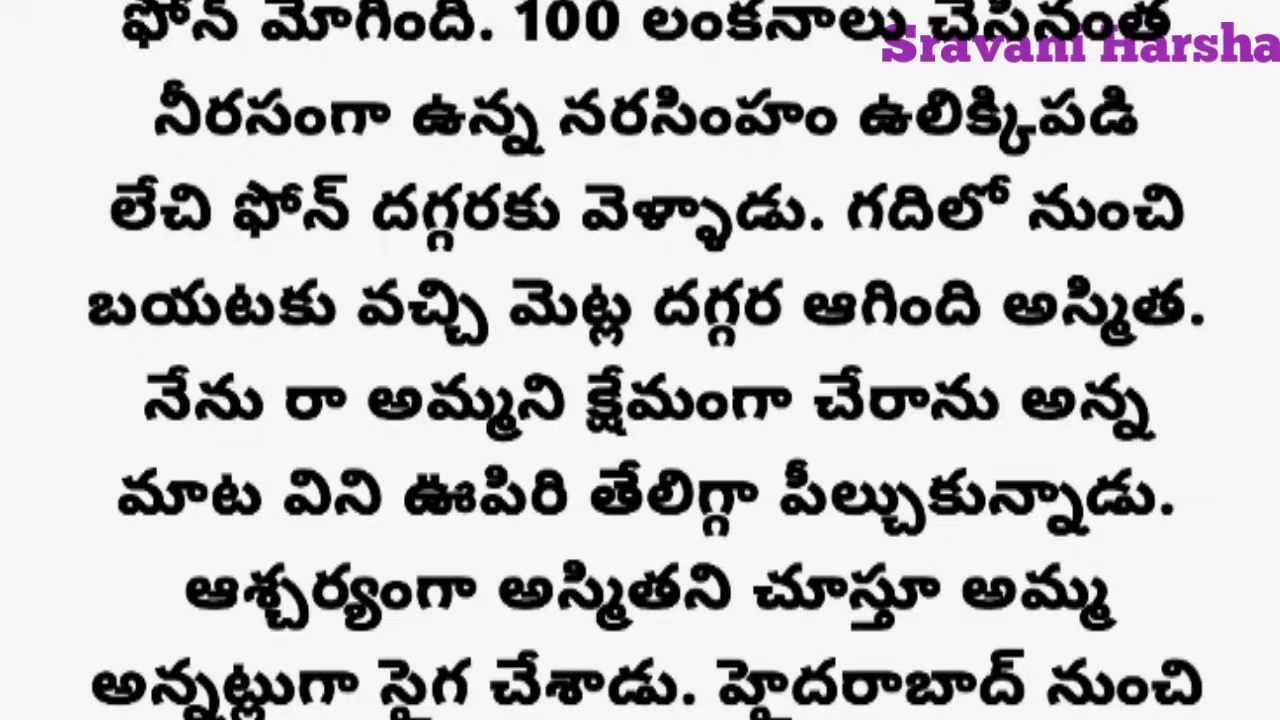 ఫోన్ మోగింది. 100 లంకనాలు చేసినంత
Sravani Harsha
నీరసంగా ఉన్న నరసింహం ఉలిక్కిపడి
లేచి ఫోన్ దగ్గరకు వెళ్ళాడు. గదిలో నుంచి
బయటకు వచ్చి మెట్ల దగ్గర ఆగింది అస్మిత.
నేను రా అమ్మని క్షేమంగా చేరాను అన్న
మాట విని ఊపిరి తేలిగ్గా పీల్చుకున్నాడు.
ఆశ్చర్యంగా అస్మితని చూస్తూ అమ్మ
అన్నట్లుగా సైగ చేశాడు. హైదరాబాద్ నుంచి